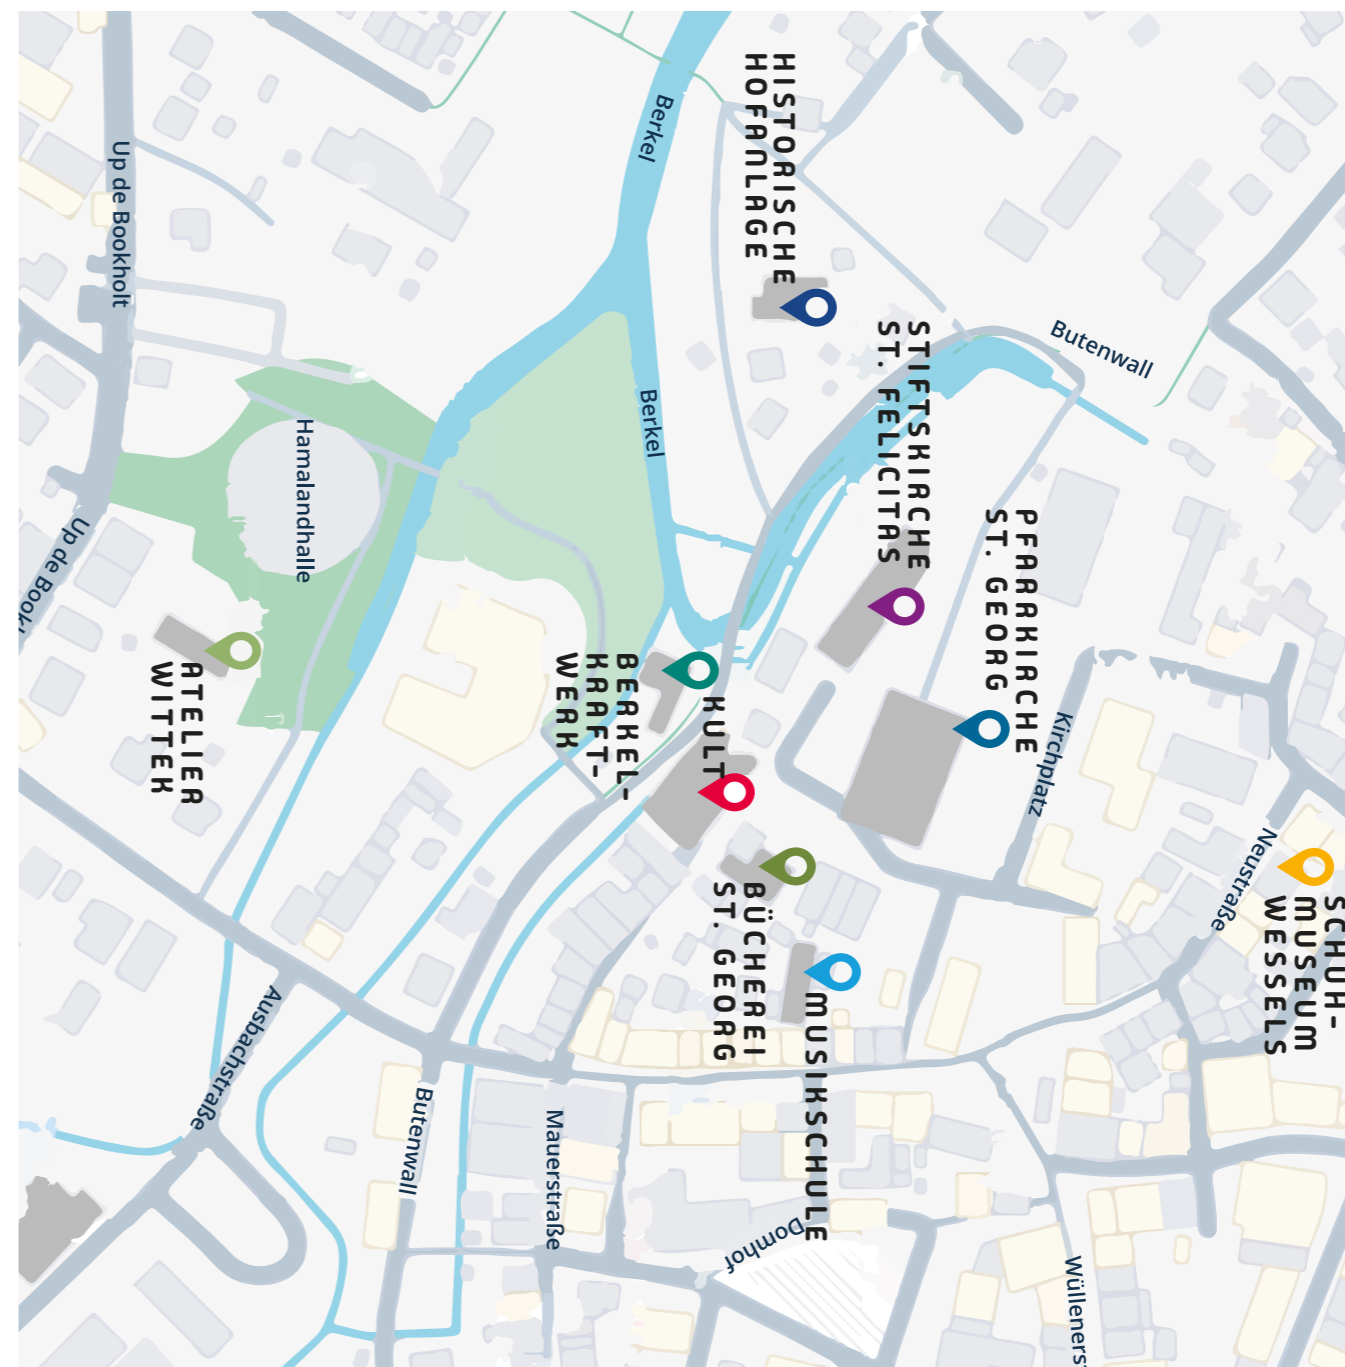 HISTORISCHE
HOFANLAGE
STIFTSKIRCHE
ST. FELICITAS
PFARRKIRCHE
ST. GEORG
BERKEL-
KRAFT-
WERK
KULT
BÜCHEREI
ST. GEORG
MUSIKSCHULE
SCHUH-
MUSEUM
WESSELS
ATELIER
WITTEK
Berkel
Berkel
Butenwall
Up de Bookholt
Hamalandhalle
Up de Book
Kirchplatz
Neustraße
Ausbachstraße
Butenwall
Mauerstraße
Domhof
Wülleners